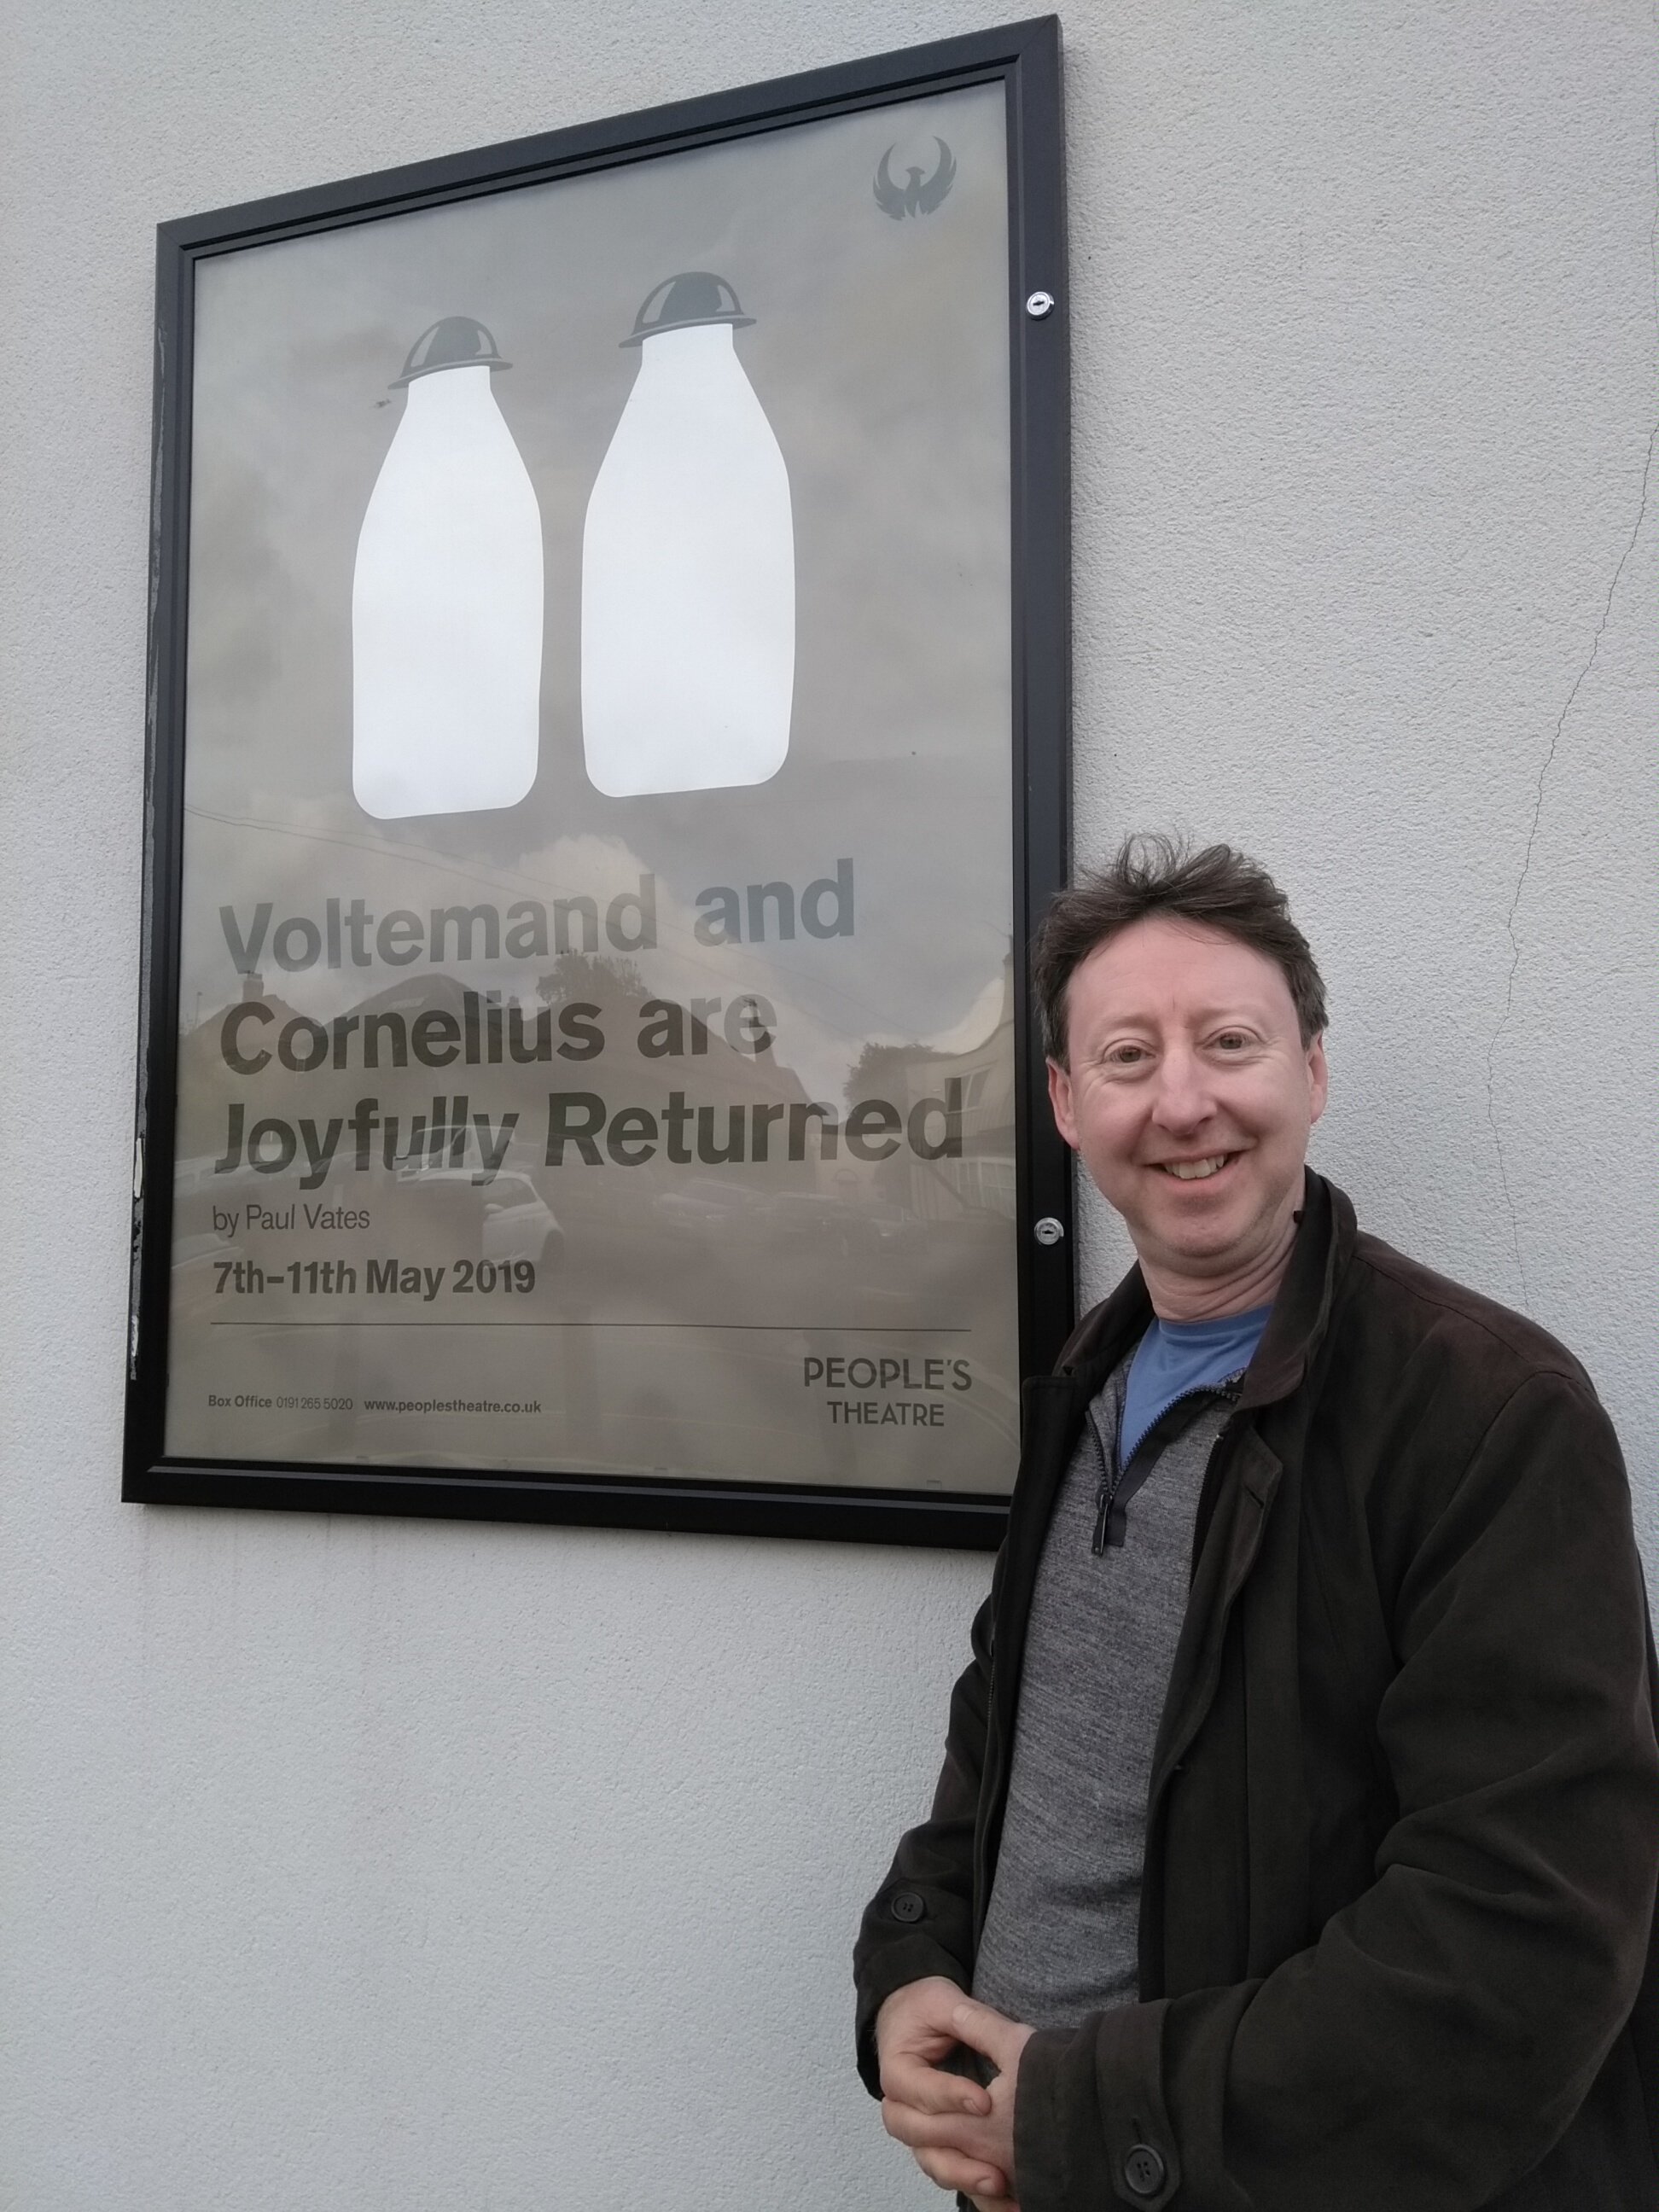 Voltemand and
Cornelius are
Joyfully Returned
by Paul Vates
7th–11th May 2019
Box Office 0191 265 5020 www.peoplestheatre.co.uk
PEOPLE'S
THEATRE